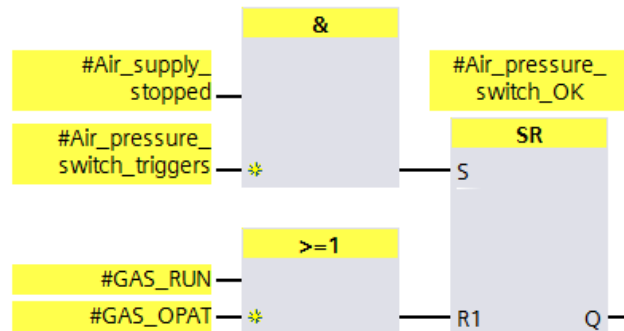 &
#Air_supply_
stopped
#Air_pressure_
switch_triggers
#Air_pressure_
switch_OK
SR
S
>=1
#GAS_RUN
#GAS_OPAT
R1
Q